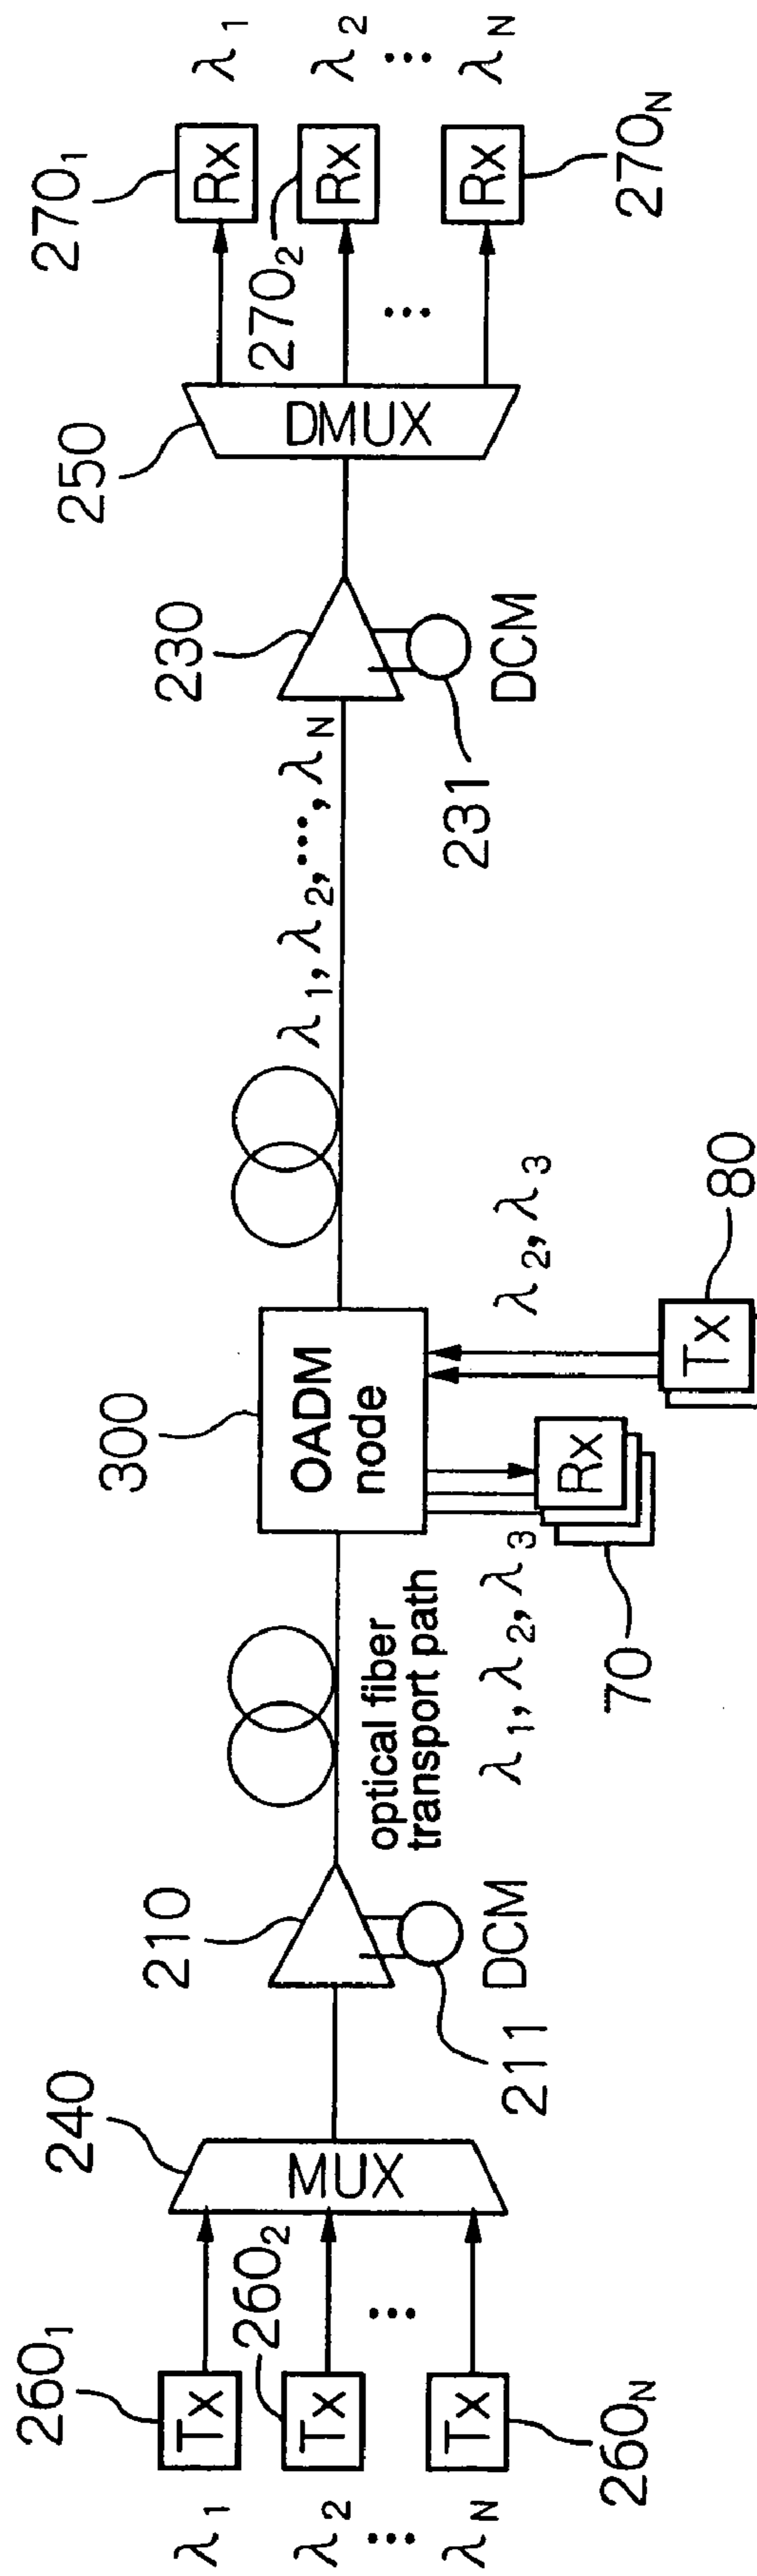 λ1
λ2
⋮
λN
260₁
Tx
260₂
Tx
⋮
Tx
260N
240
MUX
210
211
DCM
optical fiber
transport path
300
OADM
node
λ1, λ2, λ3
Rx
70
λ2, λ3
Tx
80
λ1, λ2, ⋯, λN
230
231
DCM
250
DMUX
270₁
Rx
270₂
Rx
⋮
Rx
270N
λ1
λ2
⋮
λN